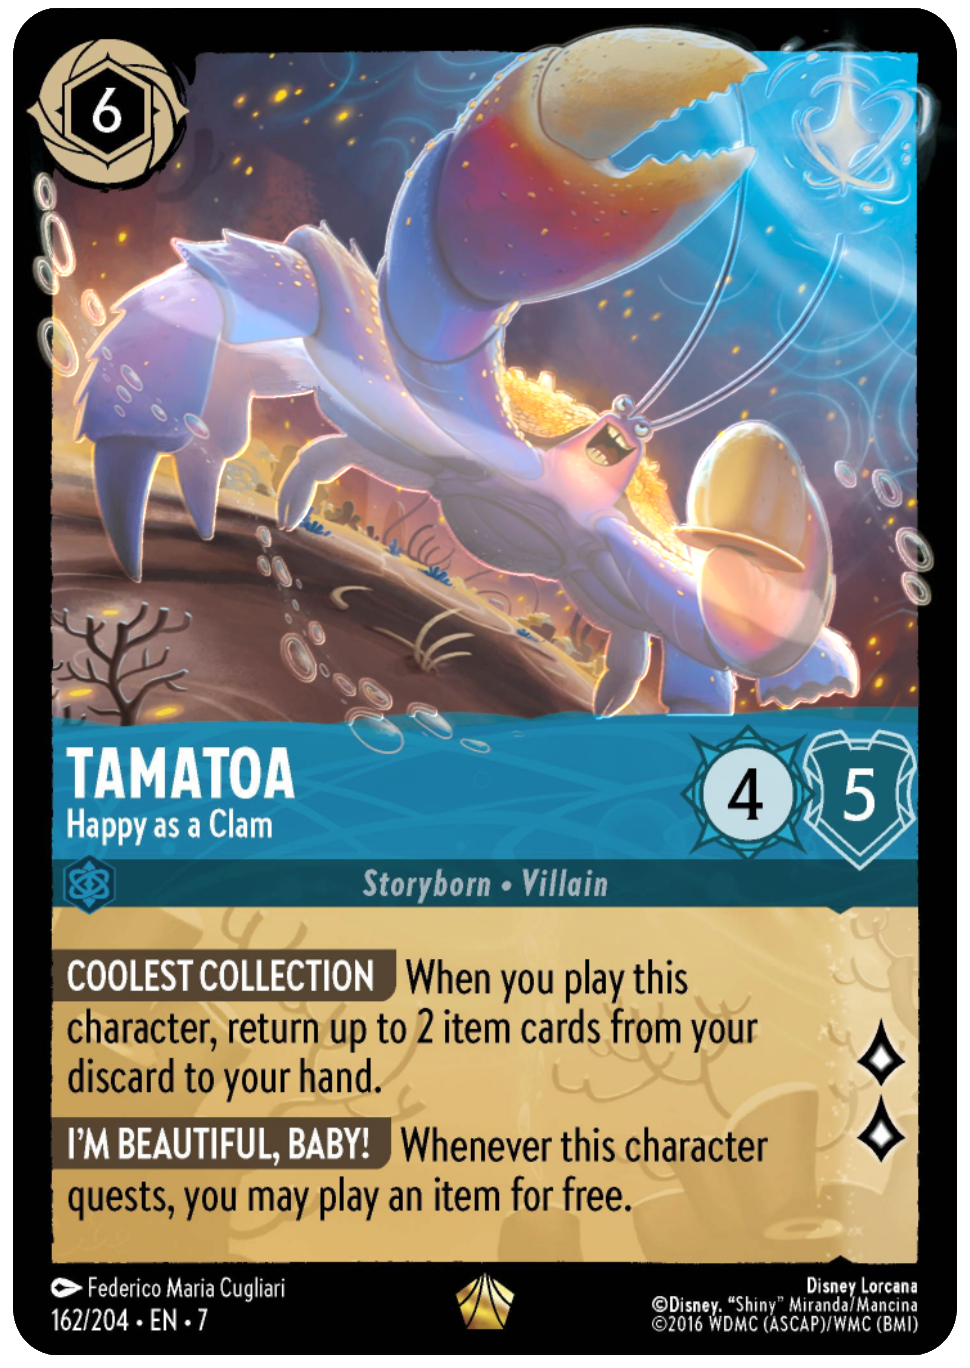 6
TAMATOA
Happy as a Clam
4
5
Storyborn • Villain
COOLEST COLLECTION When you play this
character, return up to 2 item cards from your
discard to your hand.
I'M BEAUTIFUL, BABY! Whenever this character
quests, you may play an item for free.
Federico Maria Cugliari
162/204 • EN • 7
Disney Lorcana
©Disney. “Shiny” Miranda/Mancina
©2016 WDMC (ASCAP)/WMC (BMI)